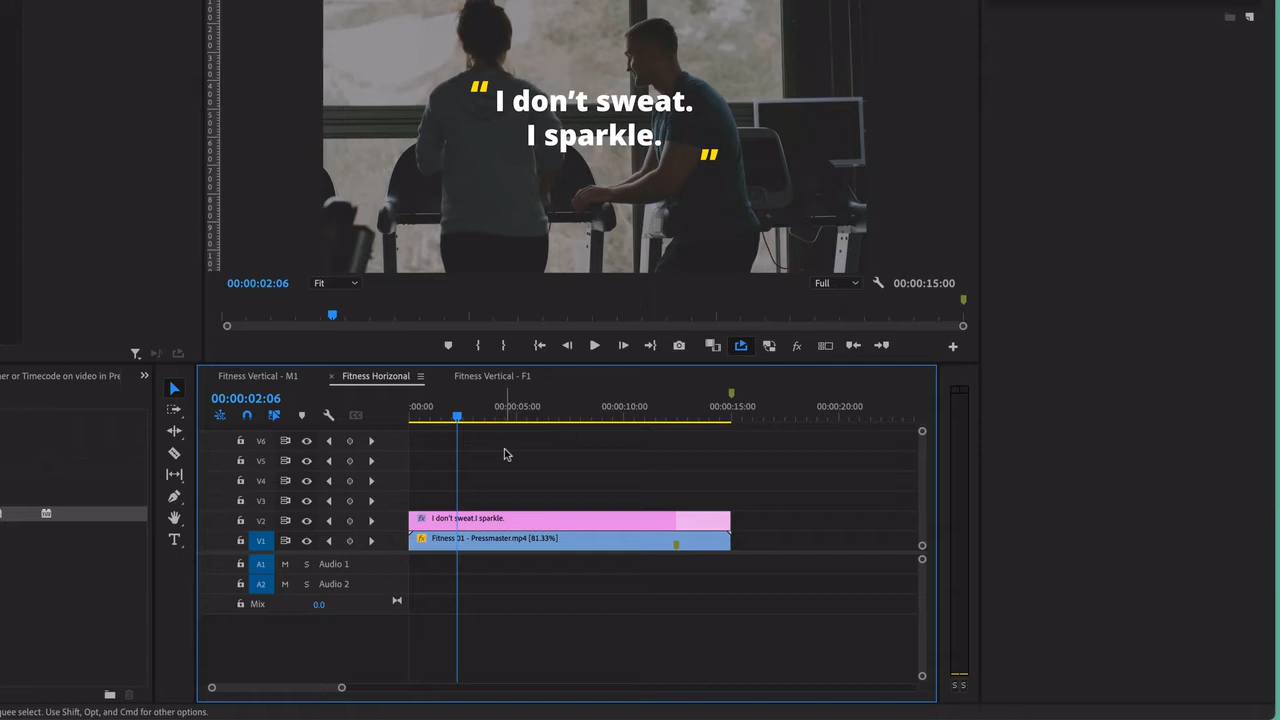 “ I don’t sweat.
I sparkle. ”
00:00:02:06 Fit Full 00:00:15:00
er or Timecode on video in Pre
Fitness Vertical - M1 × Fitness Horizonal Fitness Vertical - F1
00:00:02:06
:00:00 00:00:05:00 00:00:10:00 00:00:15:00 00:00:20:00
V6
V5
V4
V3
V2 fx I don't sweat.I sparkle.
V1 fx Fitness 01 - Pressmaster.mp4 [81.33%]
A1 M S Audio 1
A2 M S Audio 2
Mix 0.0
S S
quee select. Use Shift, Opt, and Cmd for other options.